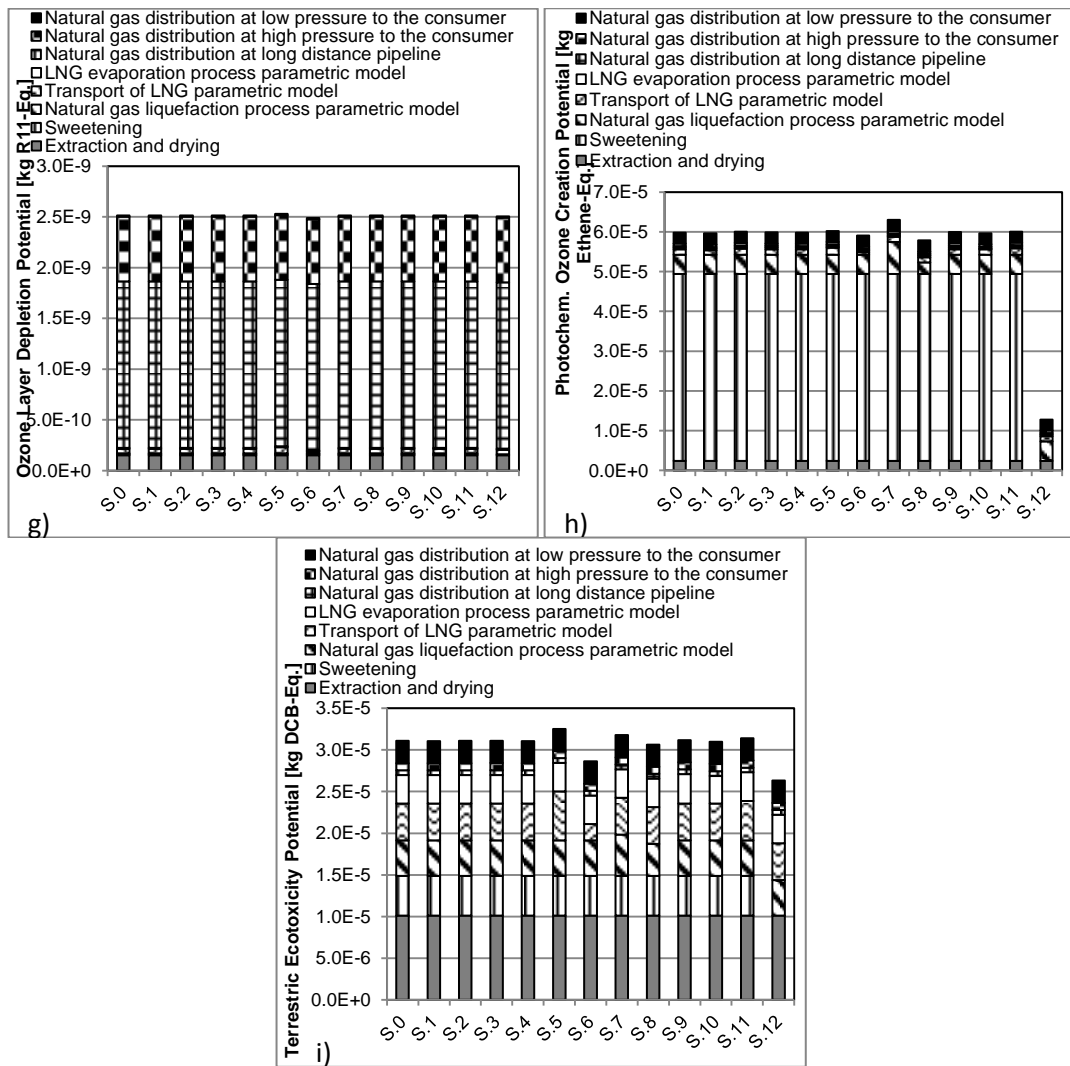 Natural gas distribution at low pressure to the consumer
Natural gas distribution at high pressure to the consumer
Natural gas distribution at long distance pipeline
LNG evaporation process parametric model
Transport of LNG parametric model
Natural gas liquefaction process parametric model
Sweetening
Extraction and drying
Ozone Layer Depletion Potential [kg R11-Eq.]
3.0E-9
2.5E-9
2.0E-9
1.5E-9
1.0E-9
5.0E-10
0.0E+0
S.0
S.1
S.2
S.3
S.4
S.5
S.6
S.7
S.8
S.9
S.10
S.11
S.12
g)
Natural gas distribution at low pressure to the consumer
Natural gas distribution at high pressure to the consumer
Natural gas distribution at long distance pipeline
LNG evaporation process parametric model
Transport of LNG parametric model
Natural gas liquefaction process parametric model
Sweetening
Extraction and drying
Photochem. Ozone Creation Potential [kg
Ethene-Eq.]
7.0E-5
6.0E-5
5.0E-5
4.0E-5
3.0E-5
2.0E-5
1.0E-5
0.0E+0
S.0
S.1
S.2
S.3
S.4
S.5
S.6
S.7
S.8
S.9
S.10
S.11
S.12
h)
Natural gas distribution at low pressure to the consumer
Natural gas distribution at high pressure to the consumer
Natural gas distribution at long distance pipeline
LNG evaporation process parametric model
Transport of LNG parametric model
Natural gas liquefaction process parametric model
Sweetening
Extraction and drying
Terrestric Ecotoxicity Potential [kg DCB-Eq.]
3.5E-5
3.0E-5
2.5E-5
2.0E-5
1.5E-5
1.0E-5
5.0E-6
0.0E+0
S.0
S.1
S.2
S.3
S.4
S.5
S.6
S.7
S.8
S.9
S.10
S.11
S.12
i)